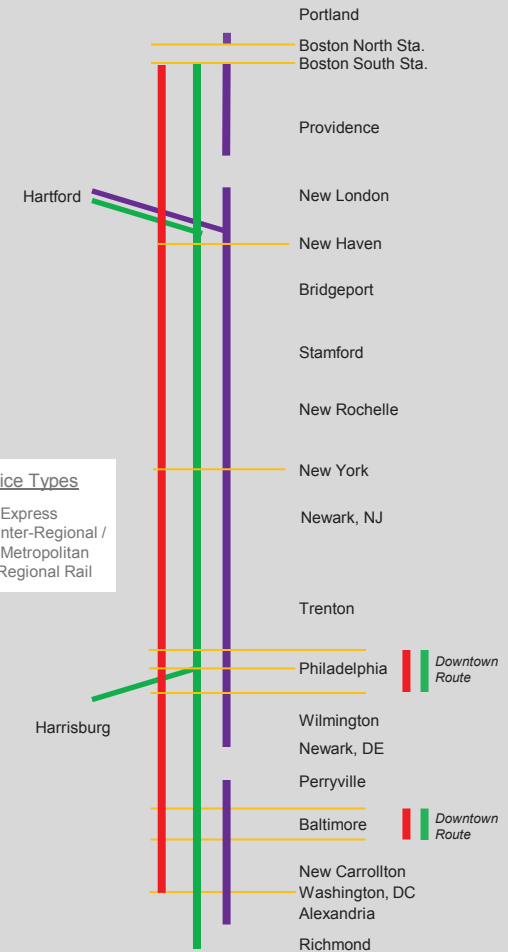 Portland
Boston North Sta.
Boston South Sta.
Providence
Hartford
New London
New Haven
Bridgeport
Stamford
New Rochelle
New York
Newark, NJ
ice Types
Express
nter-Regional /
Metropolitan
Regional Rail
Trenton
Philadelphia
Downtown
Route
Harrisburg
Wilmington
Newark, DE
Perryville
Baltimore
Downtown
Route
New Carrollton
Washington, DC
Alexandria
Richmond